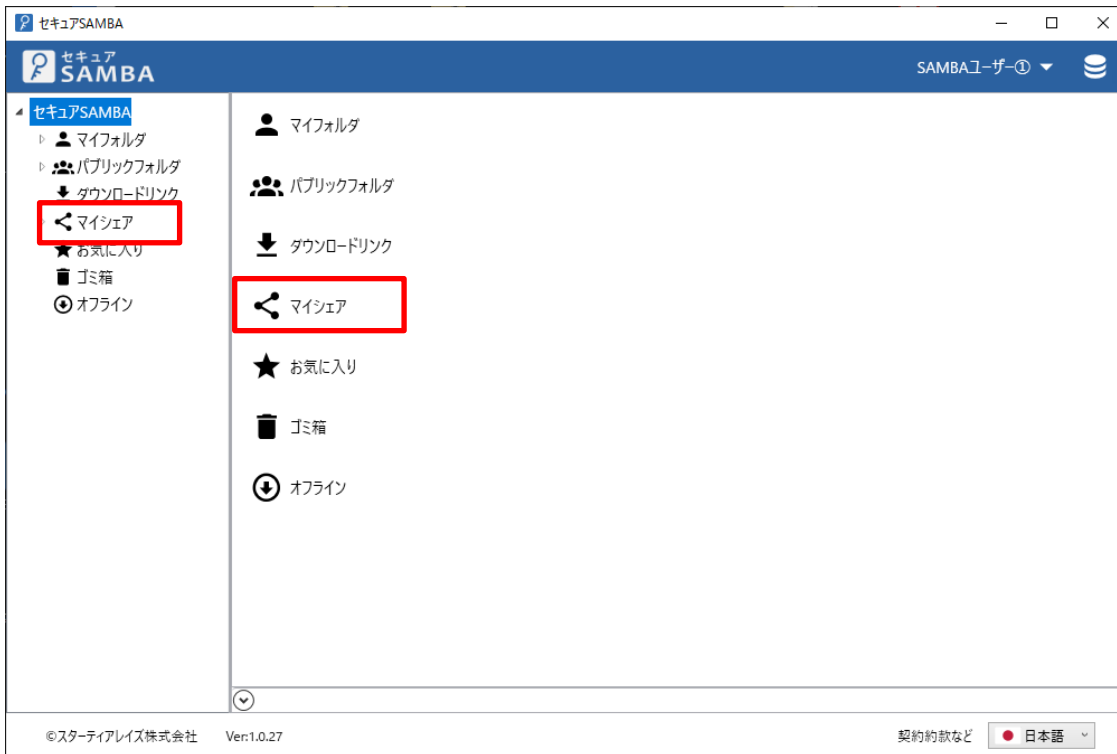 セキュアSAMBA
セキュア
SAMBA
SAMBAユーザー①
セキュアSAMBA
マイフォルダ
パブリックフォルダ
ダウンロードリンク
マイシェア
お気に入り
ゴミ箱
オフライン
マイフォルダ
パブリックフォルダ
ダウンロードリンク
マイシェア
お気に入り
ゴミ箱
オフライン
©スターティアレイズ株式会社 Ver:1.0.27 契約約款など 日本語